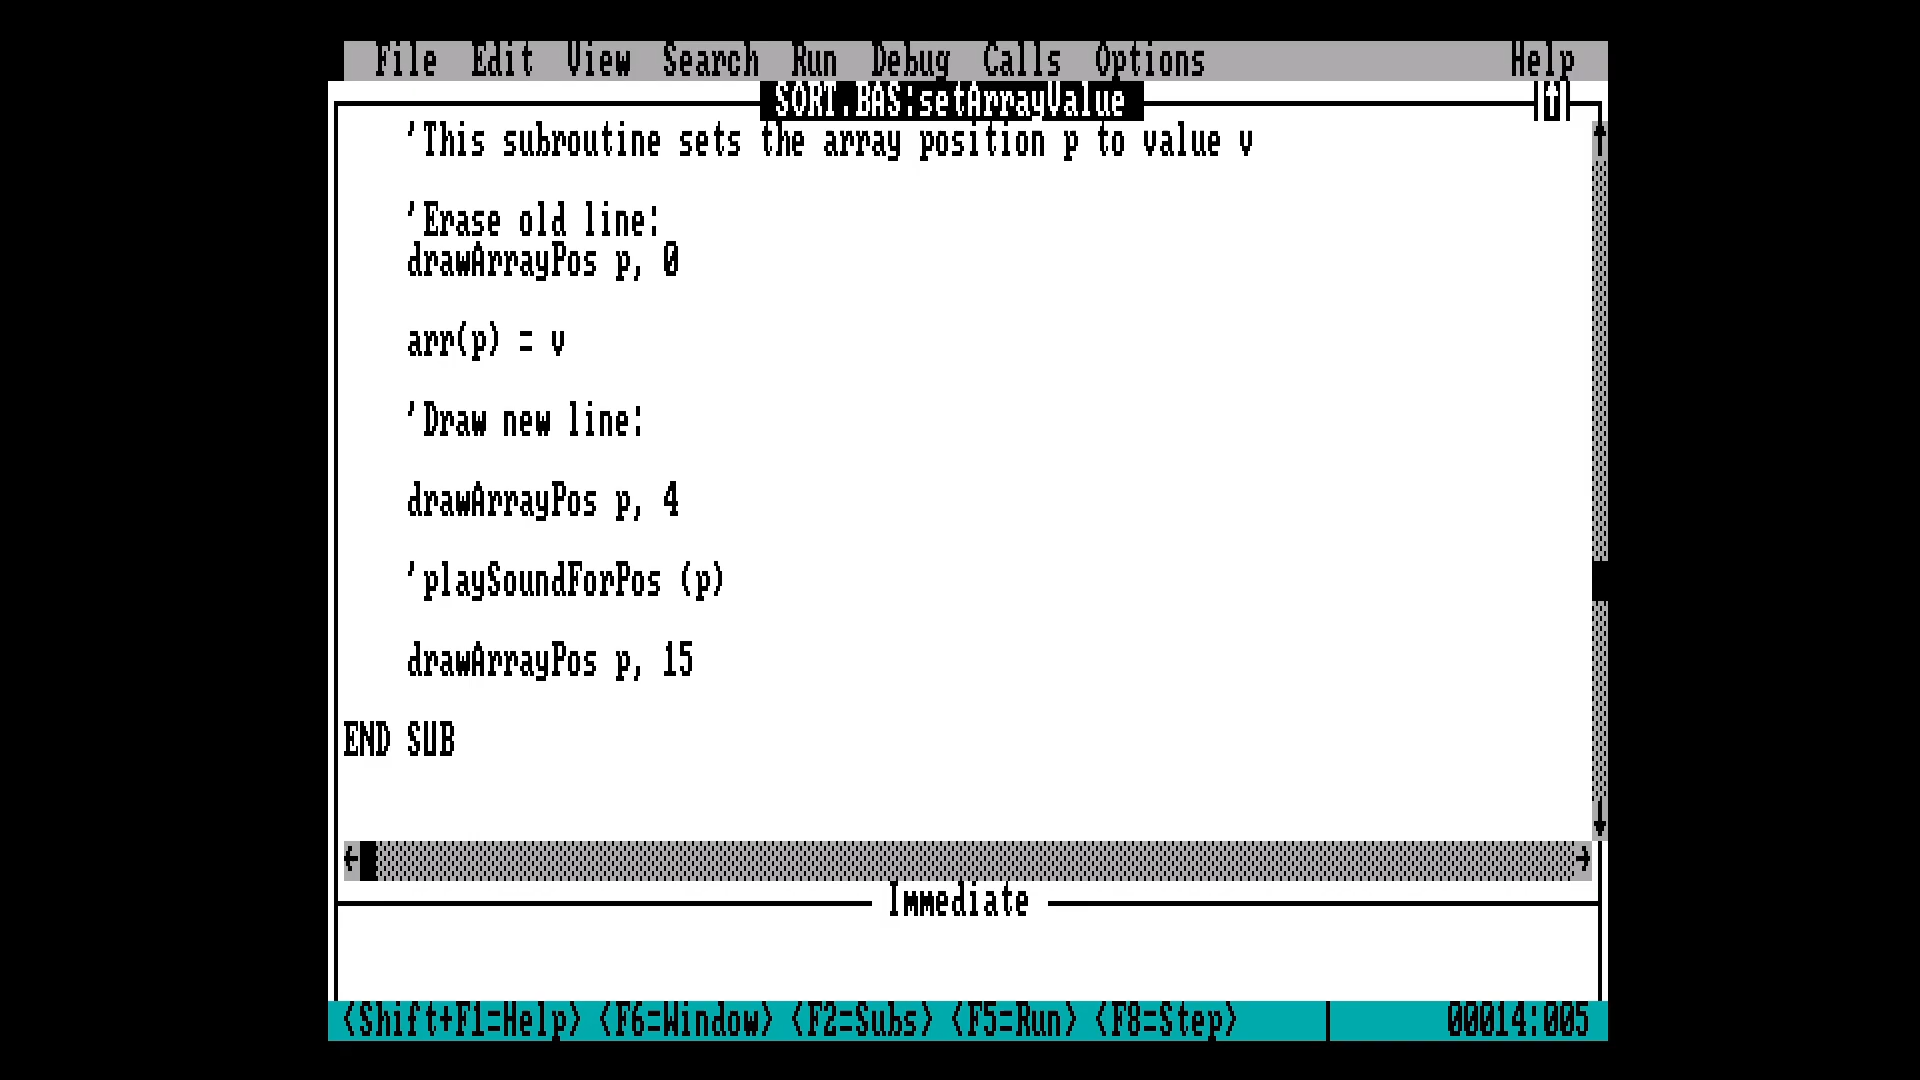 File Edit View Search Run Debug Calls Options Help
SORT.BAS:setArrayValue
'This subroutine sets the array position p to value v
'Erase old line:
drawArrayPos p, 0
arr(p) = v
'Draw new line:
drawArrayPos p, 4
'playSoundForPos (p)
drawArrayPos p, 15
END SUB
Immediate
<Shift+F1=Help> <F6=Window> <F2=Subs> <F5=Run> <F8=Step> 00014:005